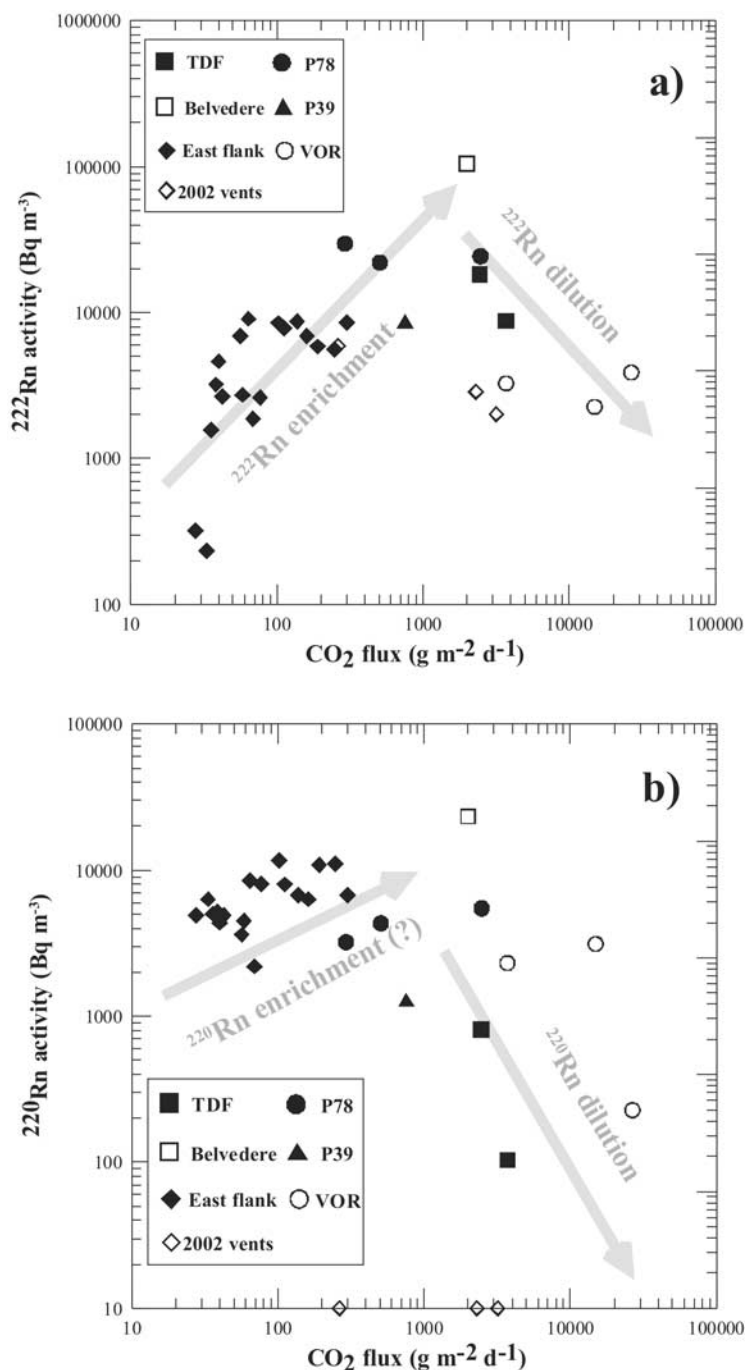 1000000
TDF P78
a)
Belvedere P39
100000
East flank VOR
2002 vents
²²²Rn activity (Bq m⁻³)
10000
1000
100
²²²Rn enrichment
²²²Rn dilution
10 100 1000 10000 100000
CO₂ flux (g m⁻² d⁻¹)
100000
b)
10000
²²⁰Rn activity (Bq m⁻³)
1000
100
10
²²⁰Rn enrichment (?)
²²⁰Rn dilution
TDF P78
Belvedere P39
East flank VOR
2002 vents
10 100 1000 10000 100000
CO₂ flux (g m⁻² d⁻¹)